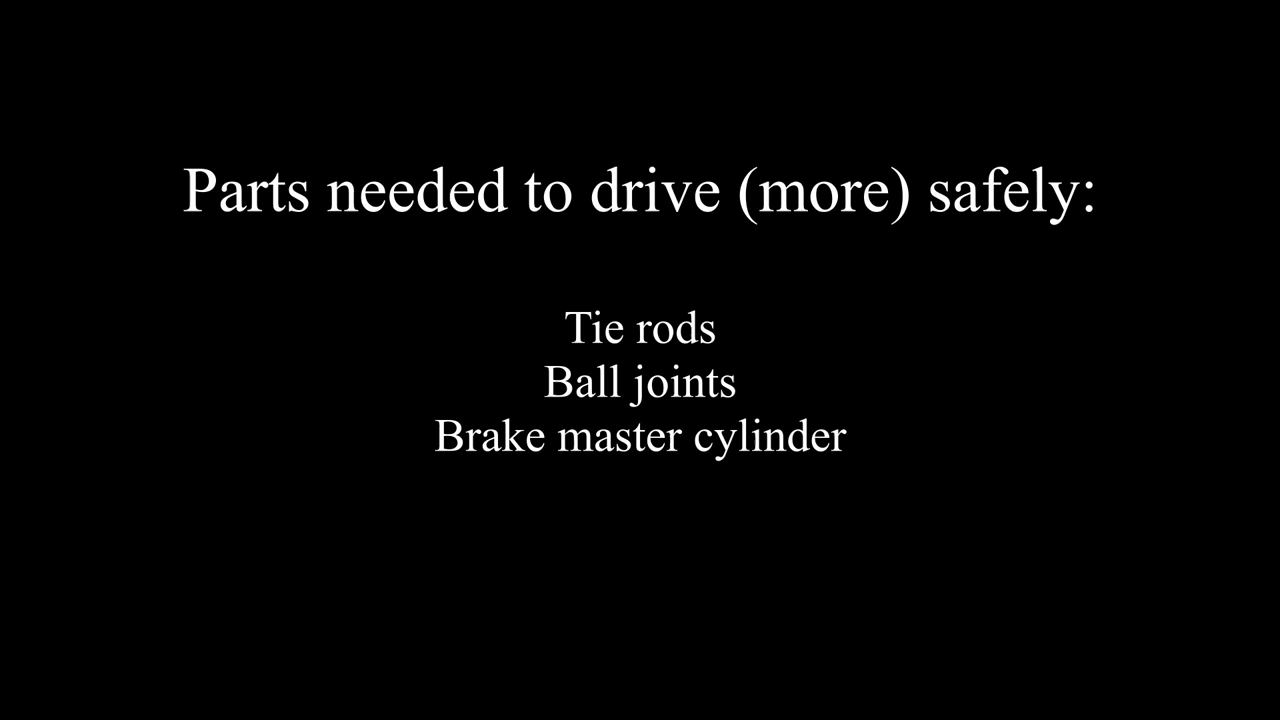 Parts needed to drive (more) safely:
Tie rods
Ball joints
Brake master cylinder